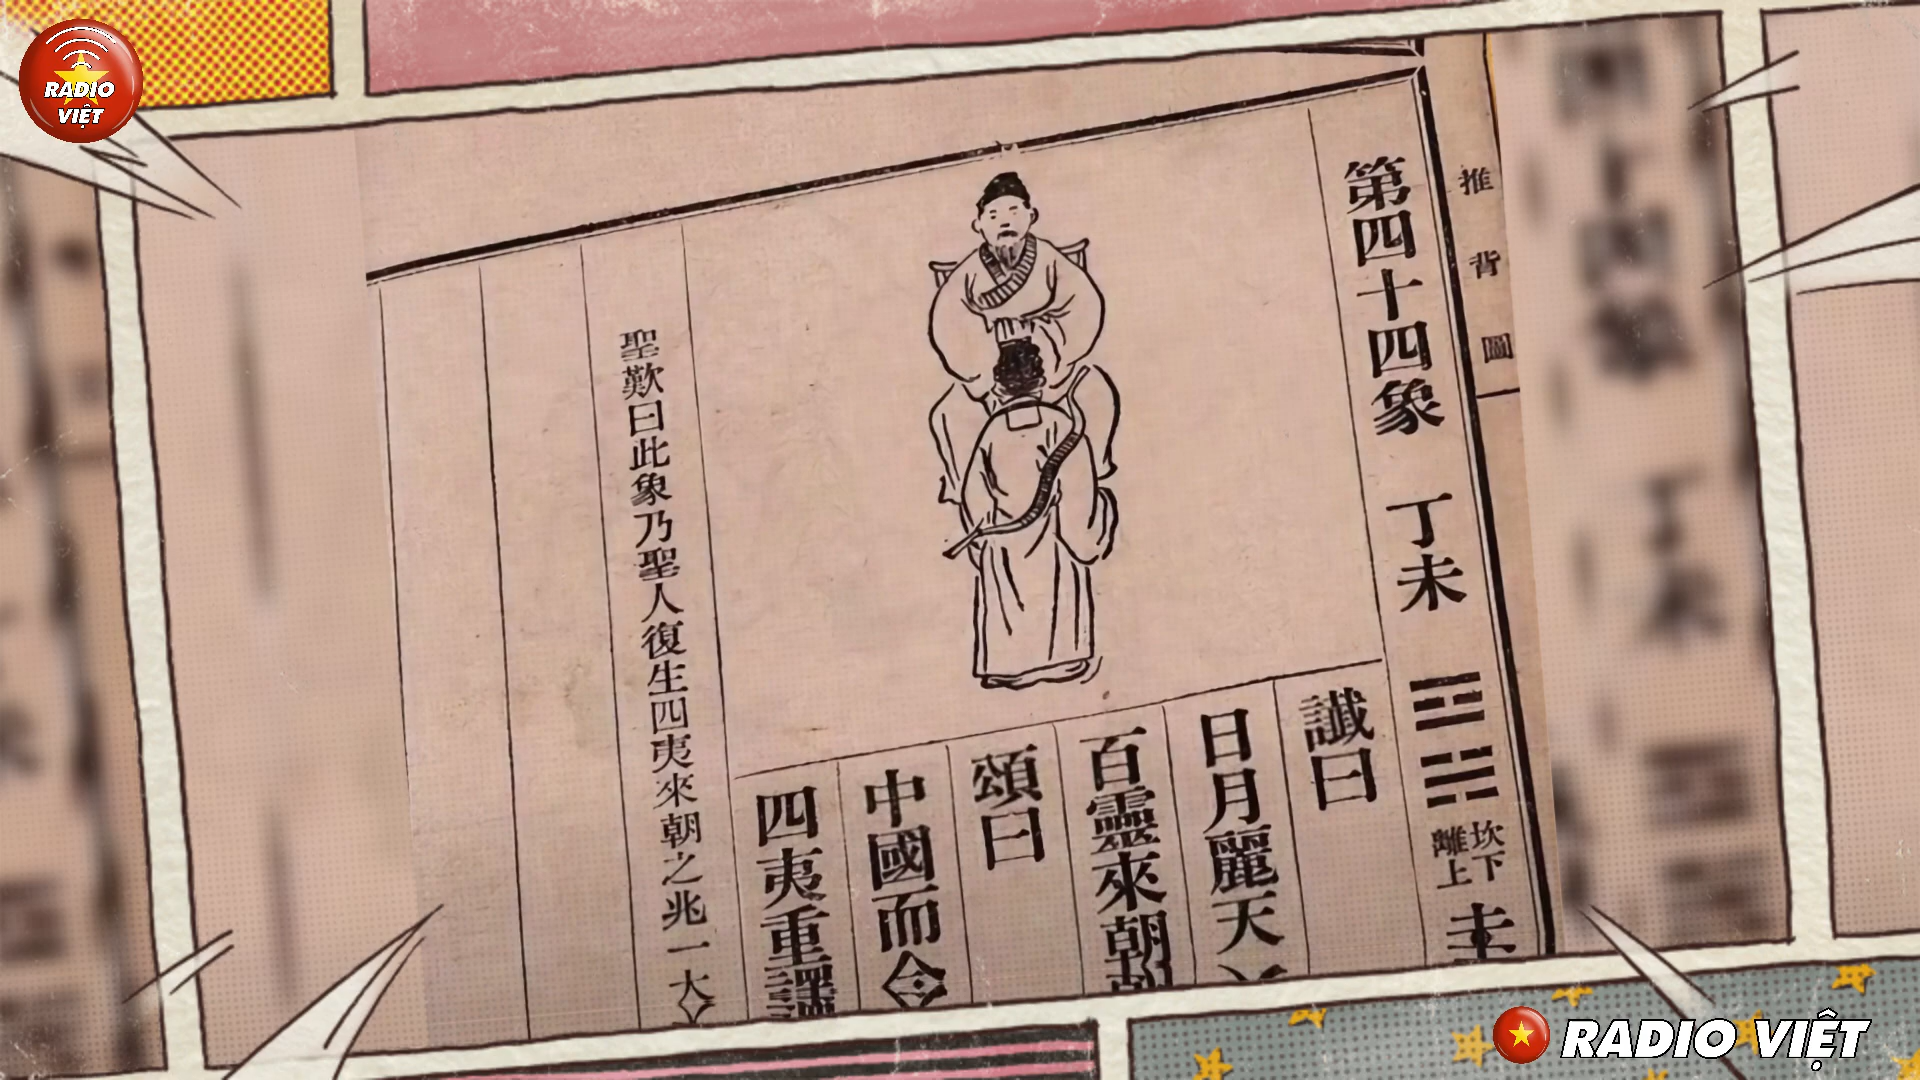 RADIO
VIỆT
推背圖
第四十四象 丁未
坎下
離上
讖曰
日月麗天
百靈來朝
頌曰
中國而
四夷重譯
聖歎曰此象乃聖人復生四夷來朝之兆一大
RADIO VIỆT